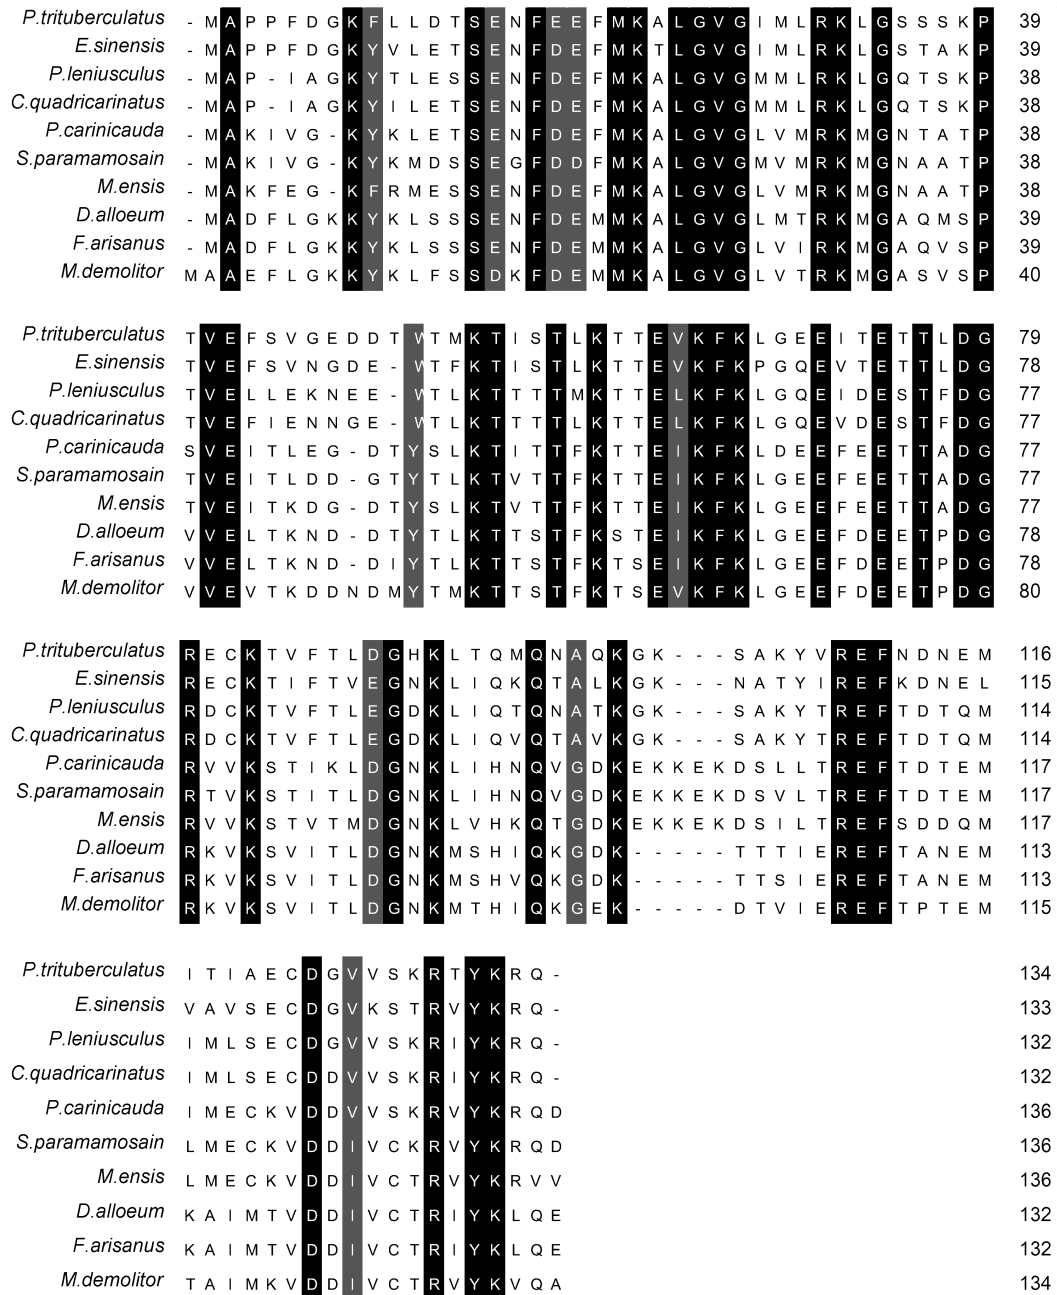 P.trituberculatus - M A P P F D G K F L L D T S E N F E E F M K A L G V G I M L R K L G S S S K P 39
E.sinensis - M A P P F D G K Y V L E T S E N F D E F M K T L G V G I M L R K L G S T A K P 39
P.leniusculus - M A P - I A G K Y T L E S S E N F D E F M K A L G V G M M L R K L G Q T S K P 38
C.quadricarinatus - M A P - I A G K Y I L E T S E N F D E F M K A L G V G M M L R K L G Q T S K P 38
P.carinicauda - M A K I V G - K Y K L E T S E N F D E F M K A L G V G L V M R K M G N T A T P 38
S.paramamosain - M A K I V G - K Y K M D S S E G F D D F M K A L G V G M V M R K M G N A A T P 38
M.ensis - M A K F E G - K F R M E S S E N F D E F M K A L G V G L V M R K M G N A A T P 38
D.alloeum - M A D F L G K K Y K L S S S E N F D E M M K A L G V G L M T R K M G A Q M S P 39
F.arisanus - M A D F L G K K Y K L S S S E N F D E M M K A L G V G L V I R K M G A Q V S P 39
M.demolitor M A A E F L G K K Y K L F S S D K F D E M M K A L G V G L V T R K M G A S V S P 40
P.trituberculatus T V E F S V G E D D T W T M K T I S T L K T T E V K F K L G E E I T E T T L D G 79
E.sinensis T V E F S V N G D E - W T F K T I S T L K T T E V K F K P G Q E V T E T T L D G 78
P.leniusculus T V E L L E K N E E - W T L K T T T T M K T T E L K F K L G Q E I D E S T F D G 77
C.quadricarinatus T V E F I E N N G E - W T L K T T T T L K T T E L K F K L G Q E V D E S T F D G 77
P.carinicauda S V E I T L E G - D T Y S L K T I T T F K T T E I K F K L D E E F E E T T A D G 77
S.paramamosain T V E I T L D D - G T Y T L K T V T T F K T T E I K F K L G E E F E E T T A D G 77
M.ensis T V E I T K D G - D T Y S L K T V T T F K T T E I K F K L G E E F E E T T A D G 77
D.alloeum V V E L T K N D - D T Y T L K T T S T F K S T E I K F K L G E E F D E E T P D G 78
F.arisanus V V E L T K N D - D I Y T L K T T S T F K T S E I K F K L G E E F D E E T P D G 78
M.demolitor V V E V T K D D N D M Y T M K T T S T F K T S E V K F K L G E E F D E E T P D G 80
P.trituberculatus R E C K T V F T L D G H K L T Q M Q N A Q K G K - - - S A K Y V R E F N D N E M 116
E.sinensis R E C K T I F T V E G N K L I Q K Q T A L K G K - - - N A T Y I R E F K D N E L 115
P.leniusculus R D C K T V F T L E G D K L I Q T Q N A T K G K - - - S A K Y T R E F T D T Q M 114
C.quadricarinatus R D C K T V F T L E G D K L I Q V Q T A V K G K - - - S A K Y T R E F T D T Q M 114
P.carinicauda R V V K S T I K L D G N K L I H N Q V G D K E K K E K D S L L T R E F T D T E M 117
S.paramamosain R T V K S T I T L D G N K L I H N Q V G D K E K K E K D S V L T R E F T D T E M 117
M.ensis R V V K S T V T M D G N K L V H K Q T G D K E K K E K D S I L T R E F S D D Q M 117
D.alloeum R K V K S V I T L D G N K M S H I Q K G D K - - - - - T T T I E R E F T A N E M 113
F.arisanus R K V K S V I T L D G N K M S H V Q K G D K - - - - - T T S I E R E F T A N E M 113
M.demolitor R K V K S V I T L D G N K M T H I Q K G E K - - - - - D T V I E R E F T P T E M 115
P.trituberculatus I T I A E C D G V V S K R T Y K R Q - 134
E.sinensis V A V S E C D G V K S T R V Y K R Q - 133
P.leniusculus I M L S E C D G V V S K R I Y K R Q - 132
C.quadricarinatus I M L S E C D D V V S K R I Y K R Q - 132
P.carinicauda I M E C K V D D V V S K R V Y K R Q D 136
S.paramamosain L M E C K V D D I V C K R V Y K R Q D 136
M.ensis L M E C K V D D I V C T R V Y K R V V 136
D.alloeum K A I M T V D D I V C T R I Y K L Q E 132
F.arisanus K A I M T V D D I V C T R I Y K L Q E 132
M.demolitor T A I M K V D D I V C T R V Y K V Q A 134